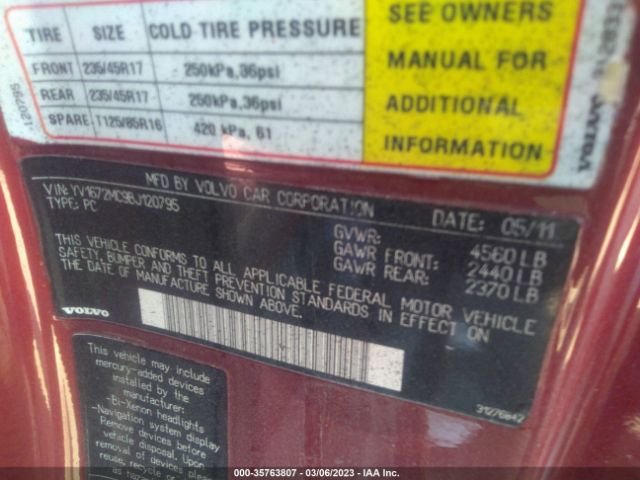 TIRE SIZE COLD TIRE PRESSURE
FRONT 235/45R17 250kPa,36psi
REAR 235/45R17 250kPa,36psi
SPARE T125/85R16 420 kPa, 61
SEE OWNERS
MANUAL FOR
ADDITIONAL
INFORMATION
120795
VOLVO
MFD BY VOLVO CAR CORPORATION
VIN: YV1672MC9BJ120795
TYPE: PC
DATE: 05/11
GVWR: 4560 LB
GAWR FRONT: 2440 LB
GAWR REAR: 2370 LB
THIS VEHICLE CONFORMS TO ALL APPLICABLE FEDERAL MOTOR VEHICLE
SAFETY, BUMPER AND THEFT PREVENTION STANDARDS IN EFFECT ON
THE DATE OF MANUFACTURE SHOWN ABOVE.
VOLVO
This vehicle may include
mercury-added devices
installed by the
manufacturer:
-Bi-Xenon headlights
-Navigation system display
Remove devices before
vehicle disposal. Upon
removal of devices
reuse, recycle or
000-35763807 - 03/06/2023 - IAA Inc.